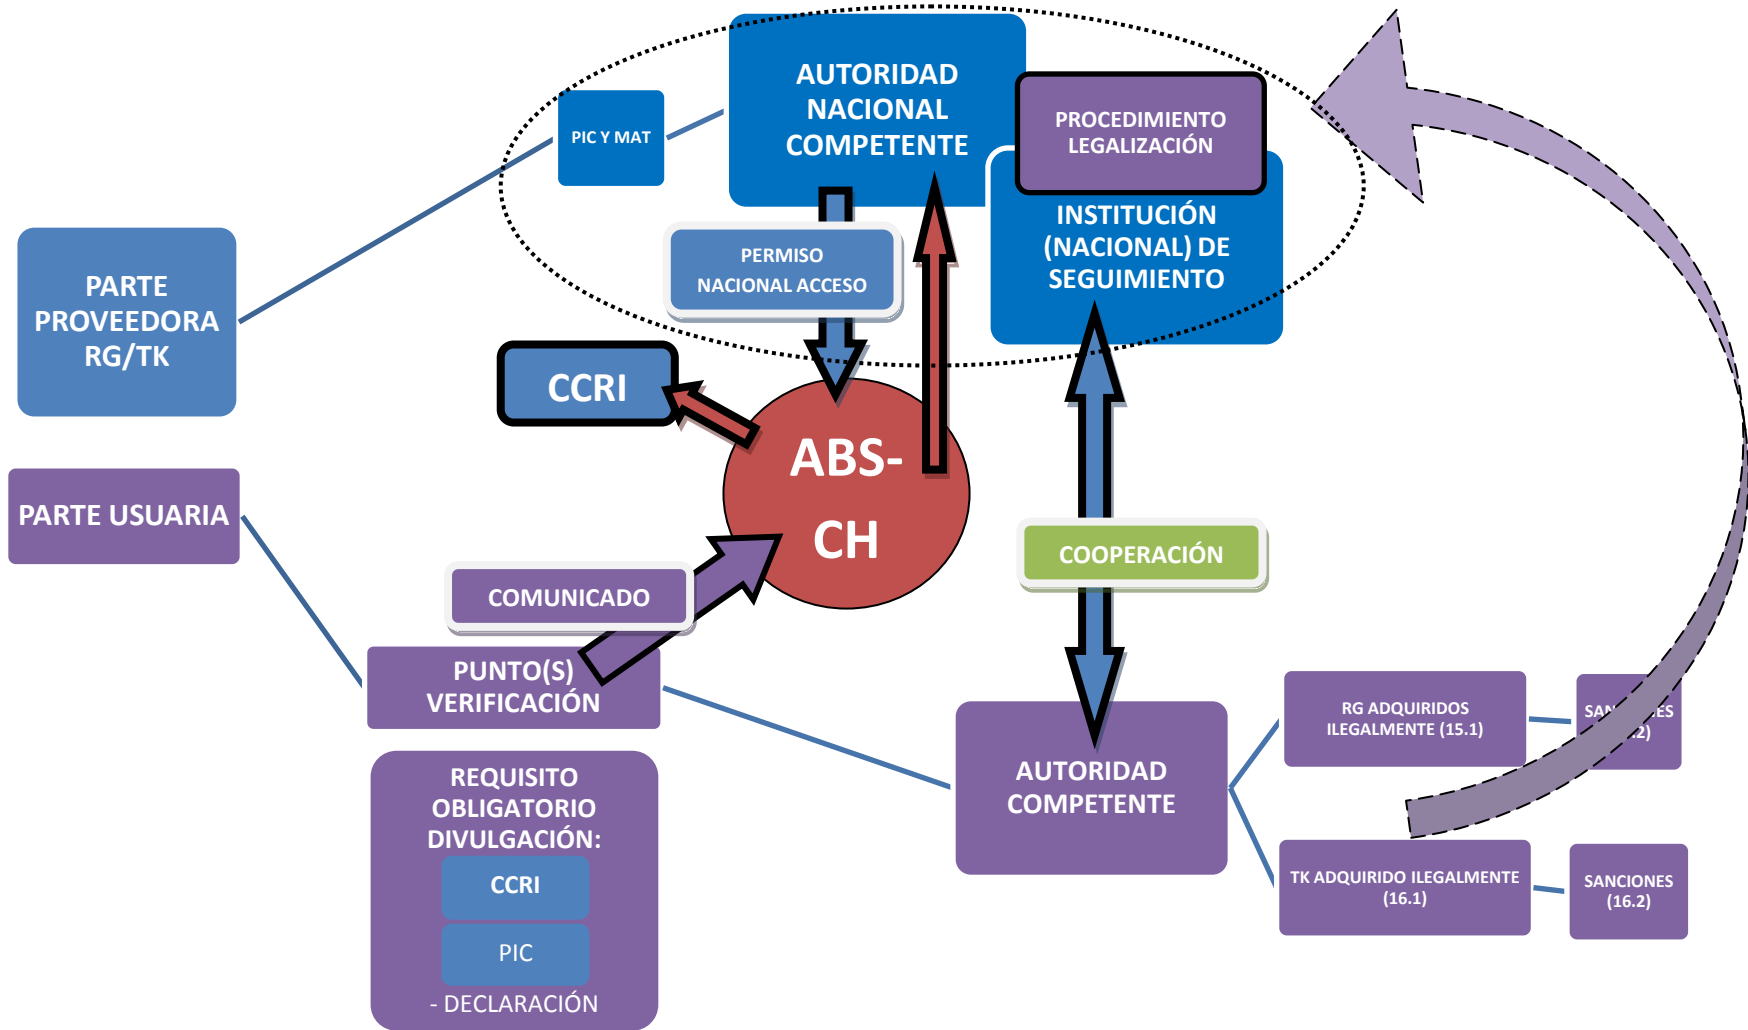 AUTORIDAD
NACIONAL
COMPETENTE
PROCEDIMIENTO
LEGALIZACIÓN
PIC Y MAT
INSTITUCIÓN
(NACIONAL) DE
SEGUIMIENTO
PERMISO
NACIONAL ACCESO
PARTE
PROVEEDORA
RG/TK
CCRI
ABS-
CH
PARTE USUARIA
COOPERACIÓN
COMUNICADO
PUNTO(S)
VERIFICACIÓN
RG ADQUIRIDOS
ILEGALMENTE (15.1)
AUTORIDAD
COMPETENTE
REQUISITO
OBLIGATORIO
DIVULGACIÓN:
CCRI
PIC
- DECLARACIÓN
TK ADQUIRIDO ILEGALMENTE
(16.1)
SANCIONES
(16.2)